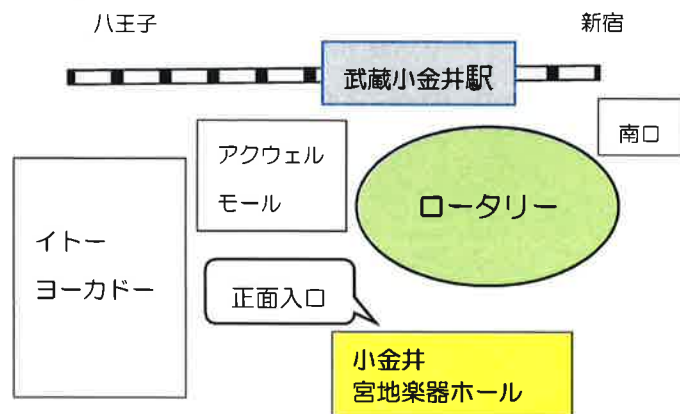 八王子
新宿
武蔵小金井駅
南口
アクウェル
モール
ロータリー
イトー
ヨーカドー
正面入口
小金井
宮地楽器ホール